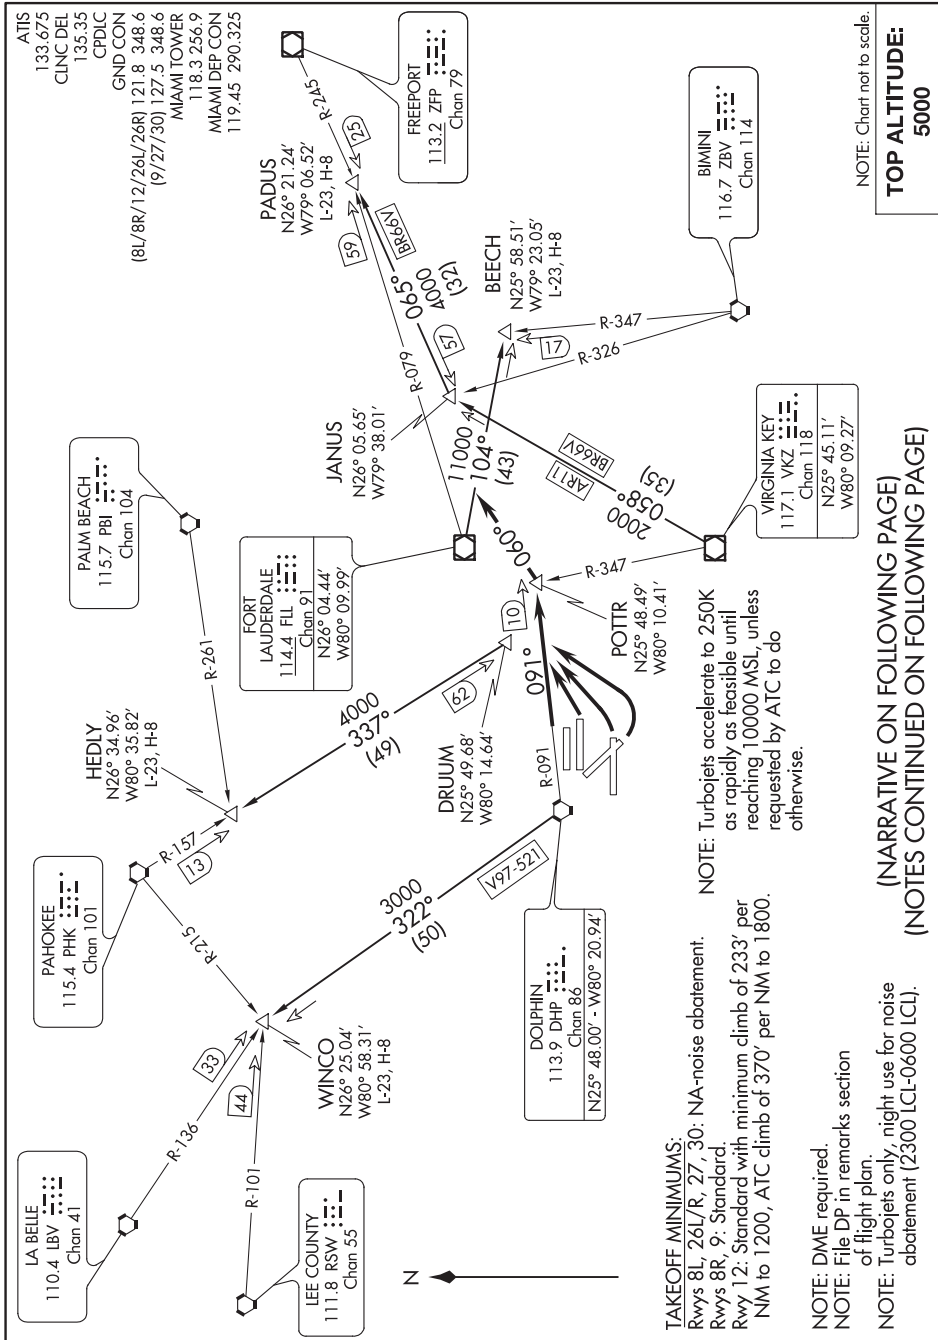 ATIS
133.675
CLNC DEL
135.35
CPDLC
GND CON
(8L/8R/12/26L/26R) 121.8 348.6
(9/27/30) 127.5 348.6
MIAMI TOWER
118.3 256.9
MIAMI DEP CON
119.45 290.325
LA BELLE
110.4 LBV
Chan 41
R-136
33
LEE COUNTY
111.8 RSW
Chan 55
R-101
44
N
PAHOKEE
115.4 PHK
Chan 101
R-215
R-157
13
WINCO
N26° 25.04′
W80° 58.31′
L-23, H-8
HEDLY
N26° 34.96′
W80° 35.82′
L-23, H-8
PALM BEACH
115.7 PBI
Chan 104
R-261
3000
322°
(50)
V97-521
4000
337°
(49)
62
DOLPHIN
113.9 DHP
Chan 86
N25° 48.00′ - W80° 20.94′
R-091
091°
DRUUM
N25° 49.68′
W80° 14.64′
10
FORT
LAUDERDALE
114.4 FLL
Chan 91
N26° 04.44′
W80° 09.99′
060°
POTTR
N25° 48.49′
W80° 10.41′
R-347
JANUS
N26° 05.65′
W79° 38.01′
11000
104°
(43)
R-079
59
57
065°
4000
(32)
BR66V
PADUS
N26° 21.24′
W79° 06.52′
L-23, H-8
R-245
25
FREEPORT
113.2 ZFP
Chan 79
BEECH
N25° 58.51′
W79° 23.05′
L-23, H-8
17
R-347
R-326
BIMINI
116.7 ZBV
Chan 114
AR11
BR66V
2000
058°
(35)
VIRGINIA KEY
117.1 VKZ
Chan 118
N25° 45.11′
W80° 09.27′
NOTE: Chart not to scale.
TOP ALTITUDE:
5000
TAKEOFF MINIMUMS:
Rwys 8L, 26L/R, 27, 30: NA-noise abatement.
Rwys 8R, 9: Standard.
Rwy 12: Standard with minimum climb of 233′ per
NM to 1200, ATC climb of 370′ per NM to 1800.
NOTE: Turbojets accelerate to 250K
as rapidly as feasible until
reaching 10000 MSL, unless
requested by ATC to do
otherwise.
NOTE: DME required.
NOTE: File DP in remarks section
of flight plan.
NOTE: Turbojets only, night use for noise
abatement (2300 LCL-0600 LCL).
(NARRATIVE ON FOLLOWING PAGE)
(NOTES CONTINUED ON FOLLOWING PAGE)